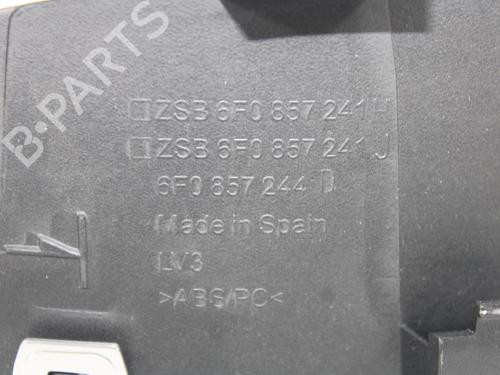 B-PARTS
ZSB 6F0 857 241 H
ZSB 6F0 857 241 J
6F0 857 244 D
Made in Spain
LV3
>ABS/PC<